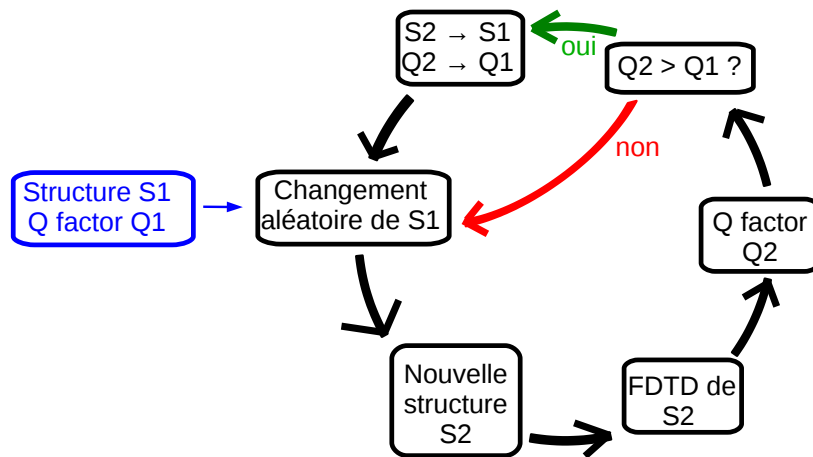 S2 → S1
Q2 → Q1
oui
Q2 > Q1 ?
non
Structure S1
Q factor Q1
Changement
aléatoire de S1
Q factor
Q2
Nouvelle
structure
S2
FDTD de
S2